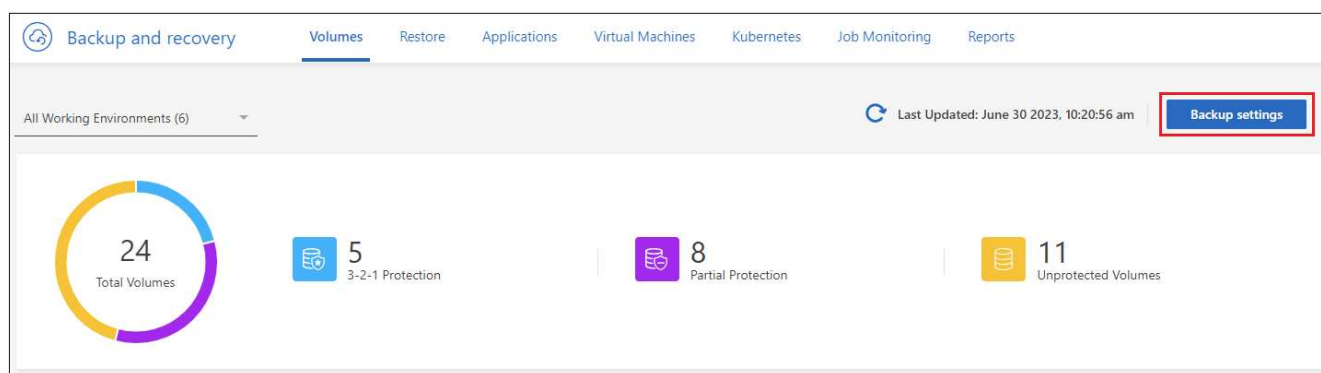 Backup and recovery Volumes Restore Applications Virtual Machines Kubernetes Job Monitoring Reports
All Working Environments (6) Last Updated: June 30 2023, 10:20:56 am Backup settings
24
Total Volumes
5
3-2-1 Protection
8
Partial Protection
11
Unprotected Volumes